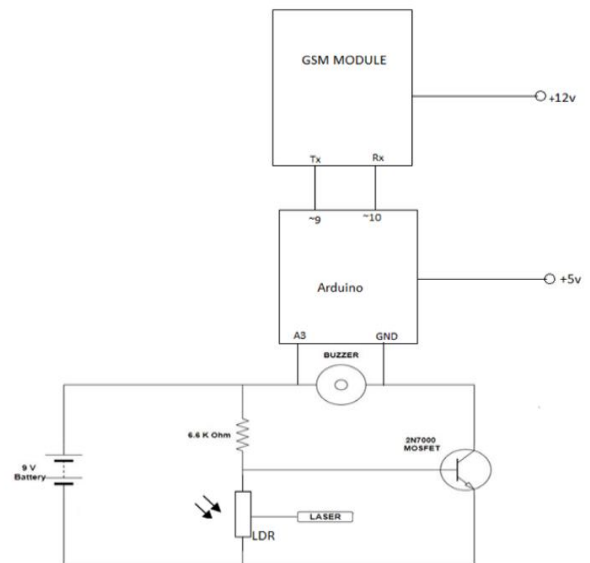 GSM MODULE
+12v
Tx Rx
~9 ~10
Arduino
+5v
A3 GND
BUZZER
6.6 K Ohm
2N7000
MOSFET
9 V
Battery
LASER
LDR